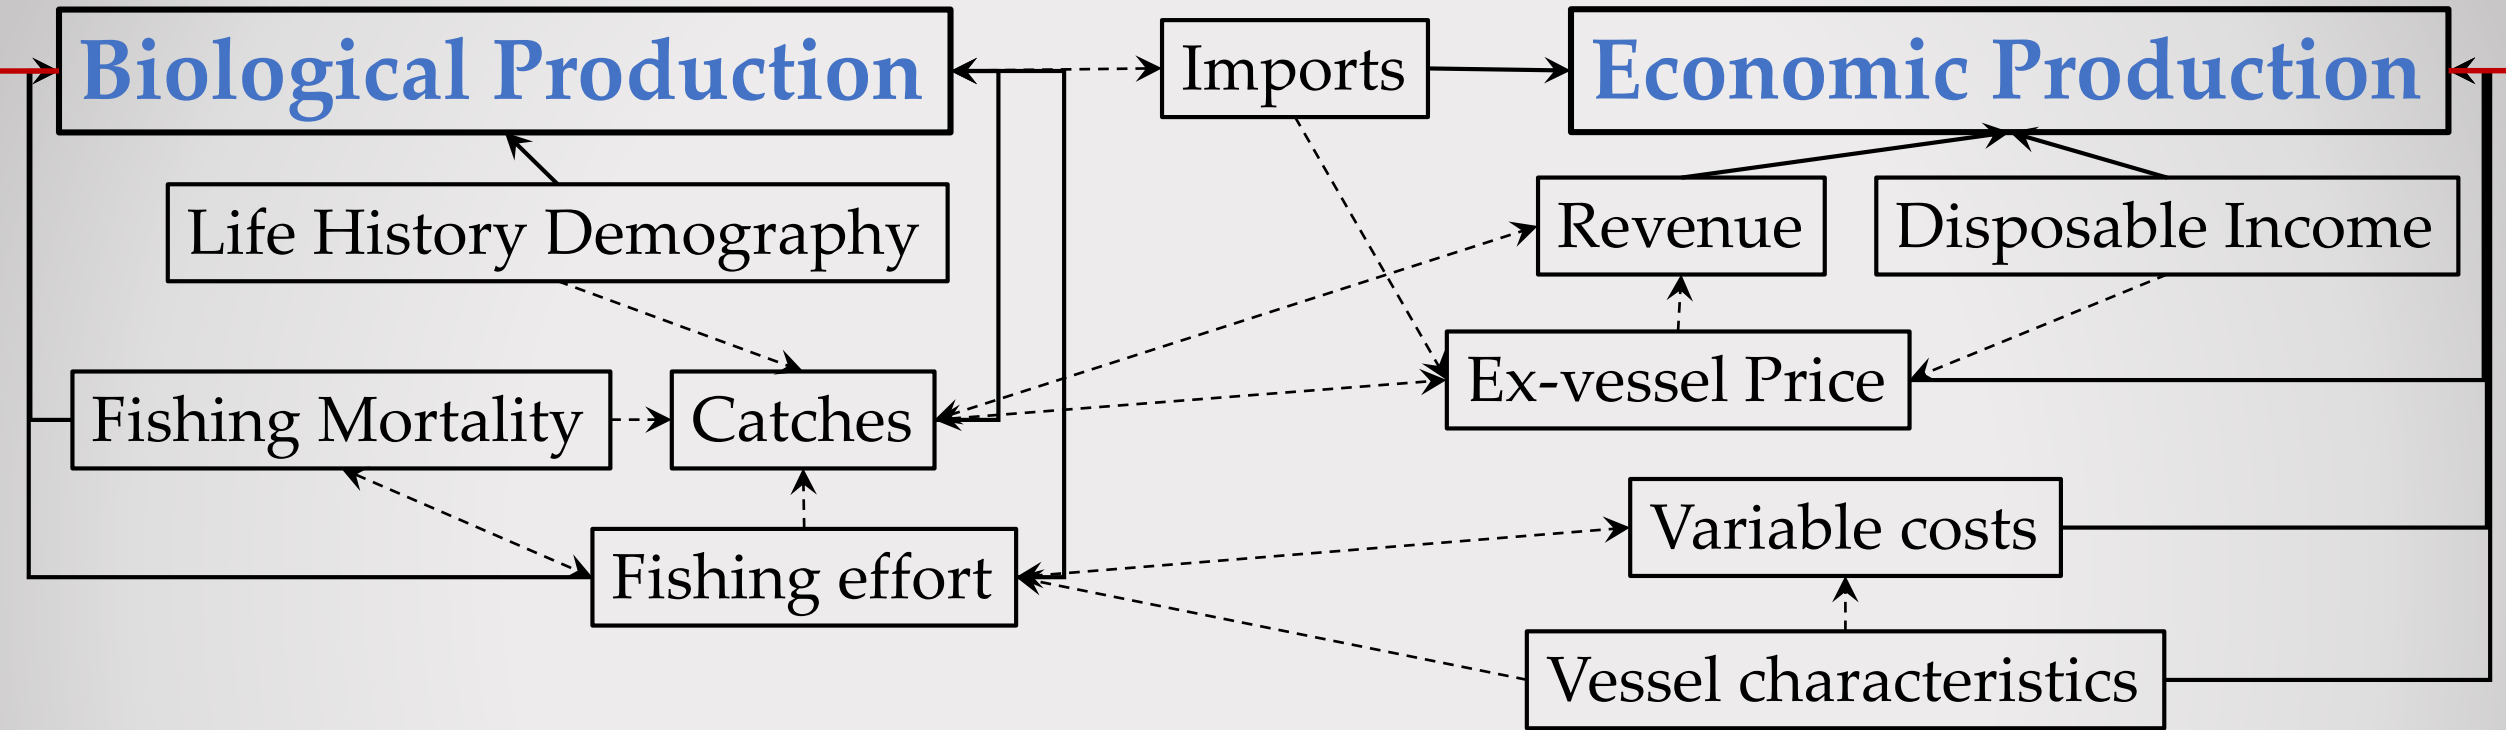 Biological Production
Imports
Economic Production
Life History Demography
Revenue
Disposable Income
Fishing Mortality
Catches
Ex-vessel Price
Fishing effort
Variable costs
Vessel characteristics